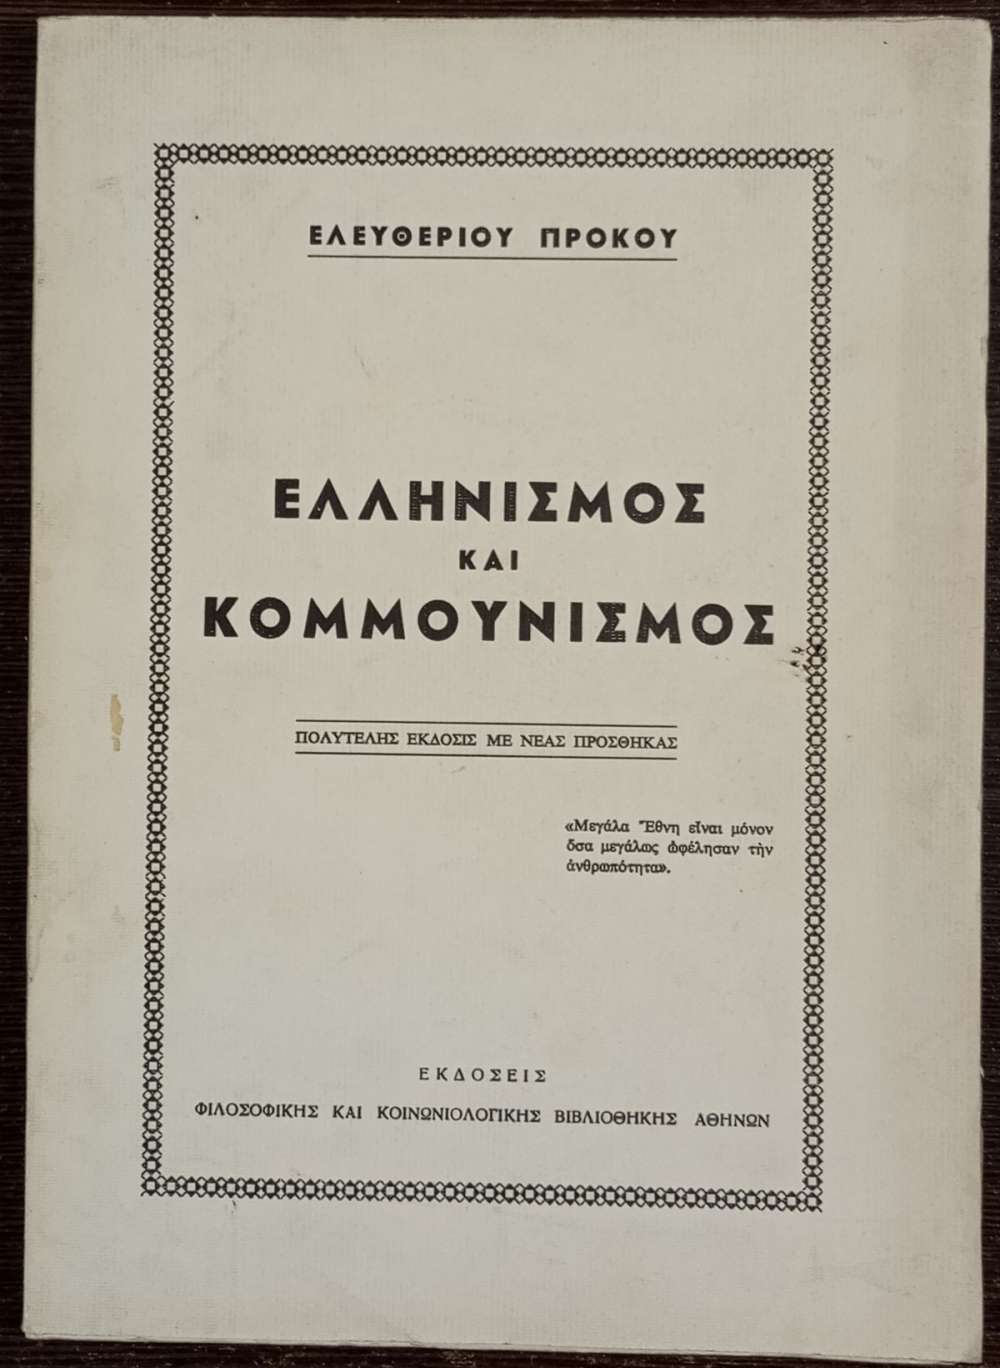 ΕΛΕΥΘΕΡΙΟΥ ΠΡΟΚΟΥ
ΕΛΛΗΝΙΣΜΟΣ
ΚΑΙ
ΚΟΜΜΟΥΝΙΣΜΟΣ
ΠΟΛΥΤΕΛΗΣ ΕΚΔΟΣΙΣ ΜΕ ΝΕΑΣ ΠΡΟΣΘΗΚΑΣ
«Μεγάλα Ἔθνη εἶναι μόνον
ὅσα μεγάλως ὠφέλησαν τὴν
ἀνθρωπότητα».
ΕΚΔΟΣΕΙΣ
ΦΙΛΟΣΟΦΙΚΗΣ ΚΑΙ ΚΟΙΝΩΝΙΟΛΟΓΙΚΗΣ ΒΙΒΛΙΟΘΗΚΗΣ ΑΘΗΝΩΝ